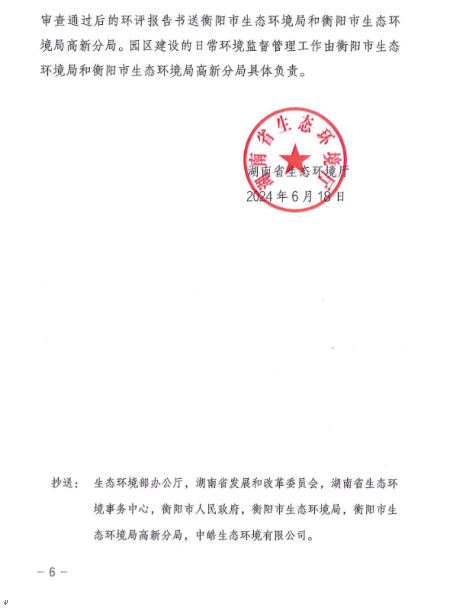 审查通过后的环评报告书送衡阳市生态环境局和衡阳市生态环
境局高新分局。园区建设的日常环境监督管理工作由衡阳市生态
环境局和衡阳市生态环境局高新分局具体负责。
湖南省生态环境厅
湖南省生态环境厅
2024年6月18日
抄送：生态环境部办公厅，湖南省发展和改革委员会，湖南省生态环
境事务中心，衡阳市人民政府，衡阳市生态环境局，衡阳市生
态环境局高新分局，中皓生态环境有限公司。
- 6 -